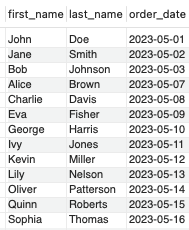 first_name last_name order_date
John Doe 2023-05-01
Jane Smith 2023-05-02
Bob Johnson 2023-05-03
Alice Brown 2023-05-07
Charlie Davis 2023-05-08
Eva Fisher 2023-05-09
George Harris 2023-05-10
Ivy Jones 2023-05-11
Kevin Miller 2023-05-12
Lily Nelson 2023-05-13
Oliver Patterson 2023-05-14
Quinn Roberts 2023-05-15
Sophia Thomas 2023-05-16